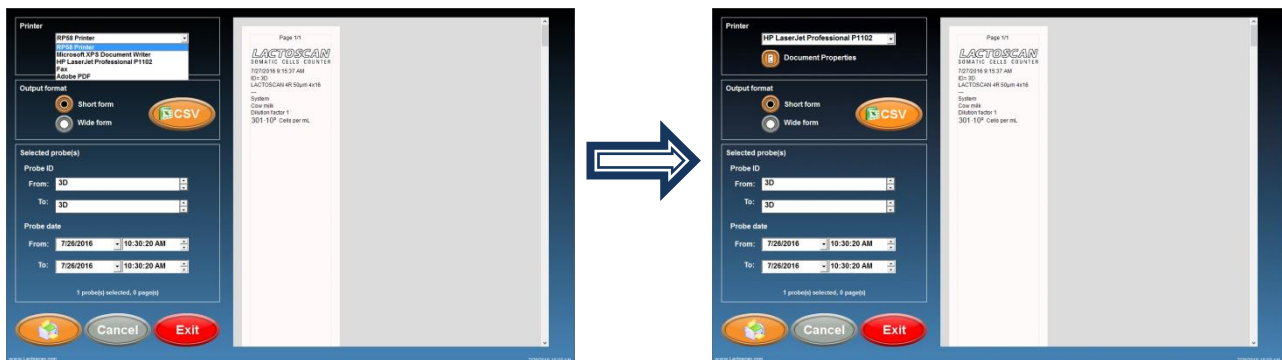 Printer
RP58 Printer
RP58 Printer
Microsoft XPS Document Writer
HP LaserJet Professional P1102
Fax
Adobe PDF
Output format
Short form
Wide form
CSV
Selected probe(s)
Probe ID
From: 3D
To: 3D
Probe date
From: 7/26/2016 10:30:20 AM
To: 7/26/2016 10:30:20 AM
1 probe(s) selected, 0 page(s)
Cancel
Exit
www.Lactoscan.com
Page 1/1
LACTOSCAN
SOMATIC CELLS COUNTER
7/27/2016 9:15:37 AM
ID= 3D
LACTOSCAN 4R 50µm 4x16
---
System
Cow milk
Dilution factor 1
Cells per mL
Printer
HP LaserJet Professional P1102
Document Properties
Output format
Short form
Wide form
CSV
Selected probe(s)
Probe ID
From: 3D
To: 3D
Probe date
From: 7/26/2016 10:30:20 AM
To: 7/26/2016 10:30:20 AM
1 probe(s) selected, 0 page(s)
Cancel
Exit
www.Lactoscan.com
Page 1/1
LACTOSCAN
SOMATIC CELLS COUNTER
7/27/2016 9:15:37 AM
ID= 3D
LACTOSCAN 4R 50µm 4x16
---
System
Cow milk
Dilution factor 1
Cells per mL